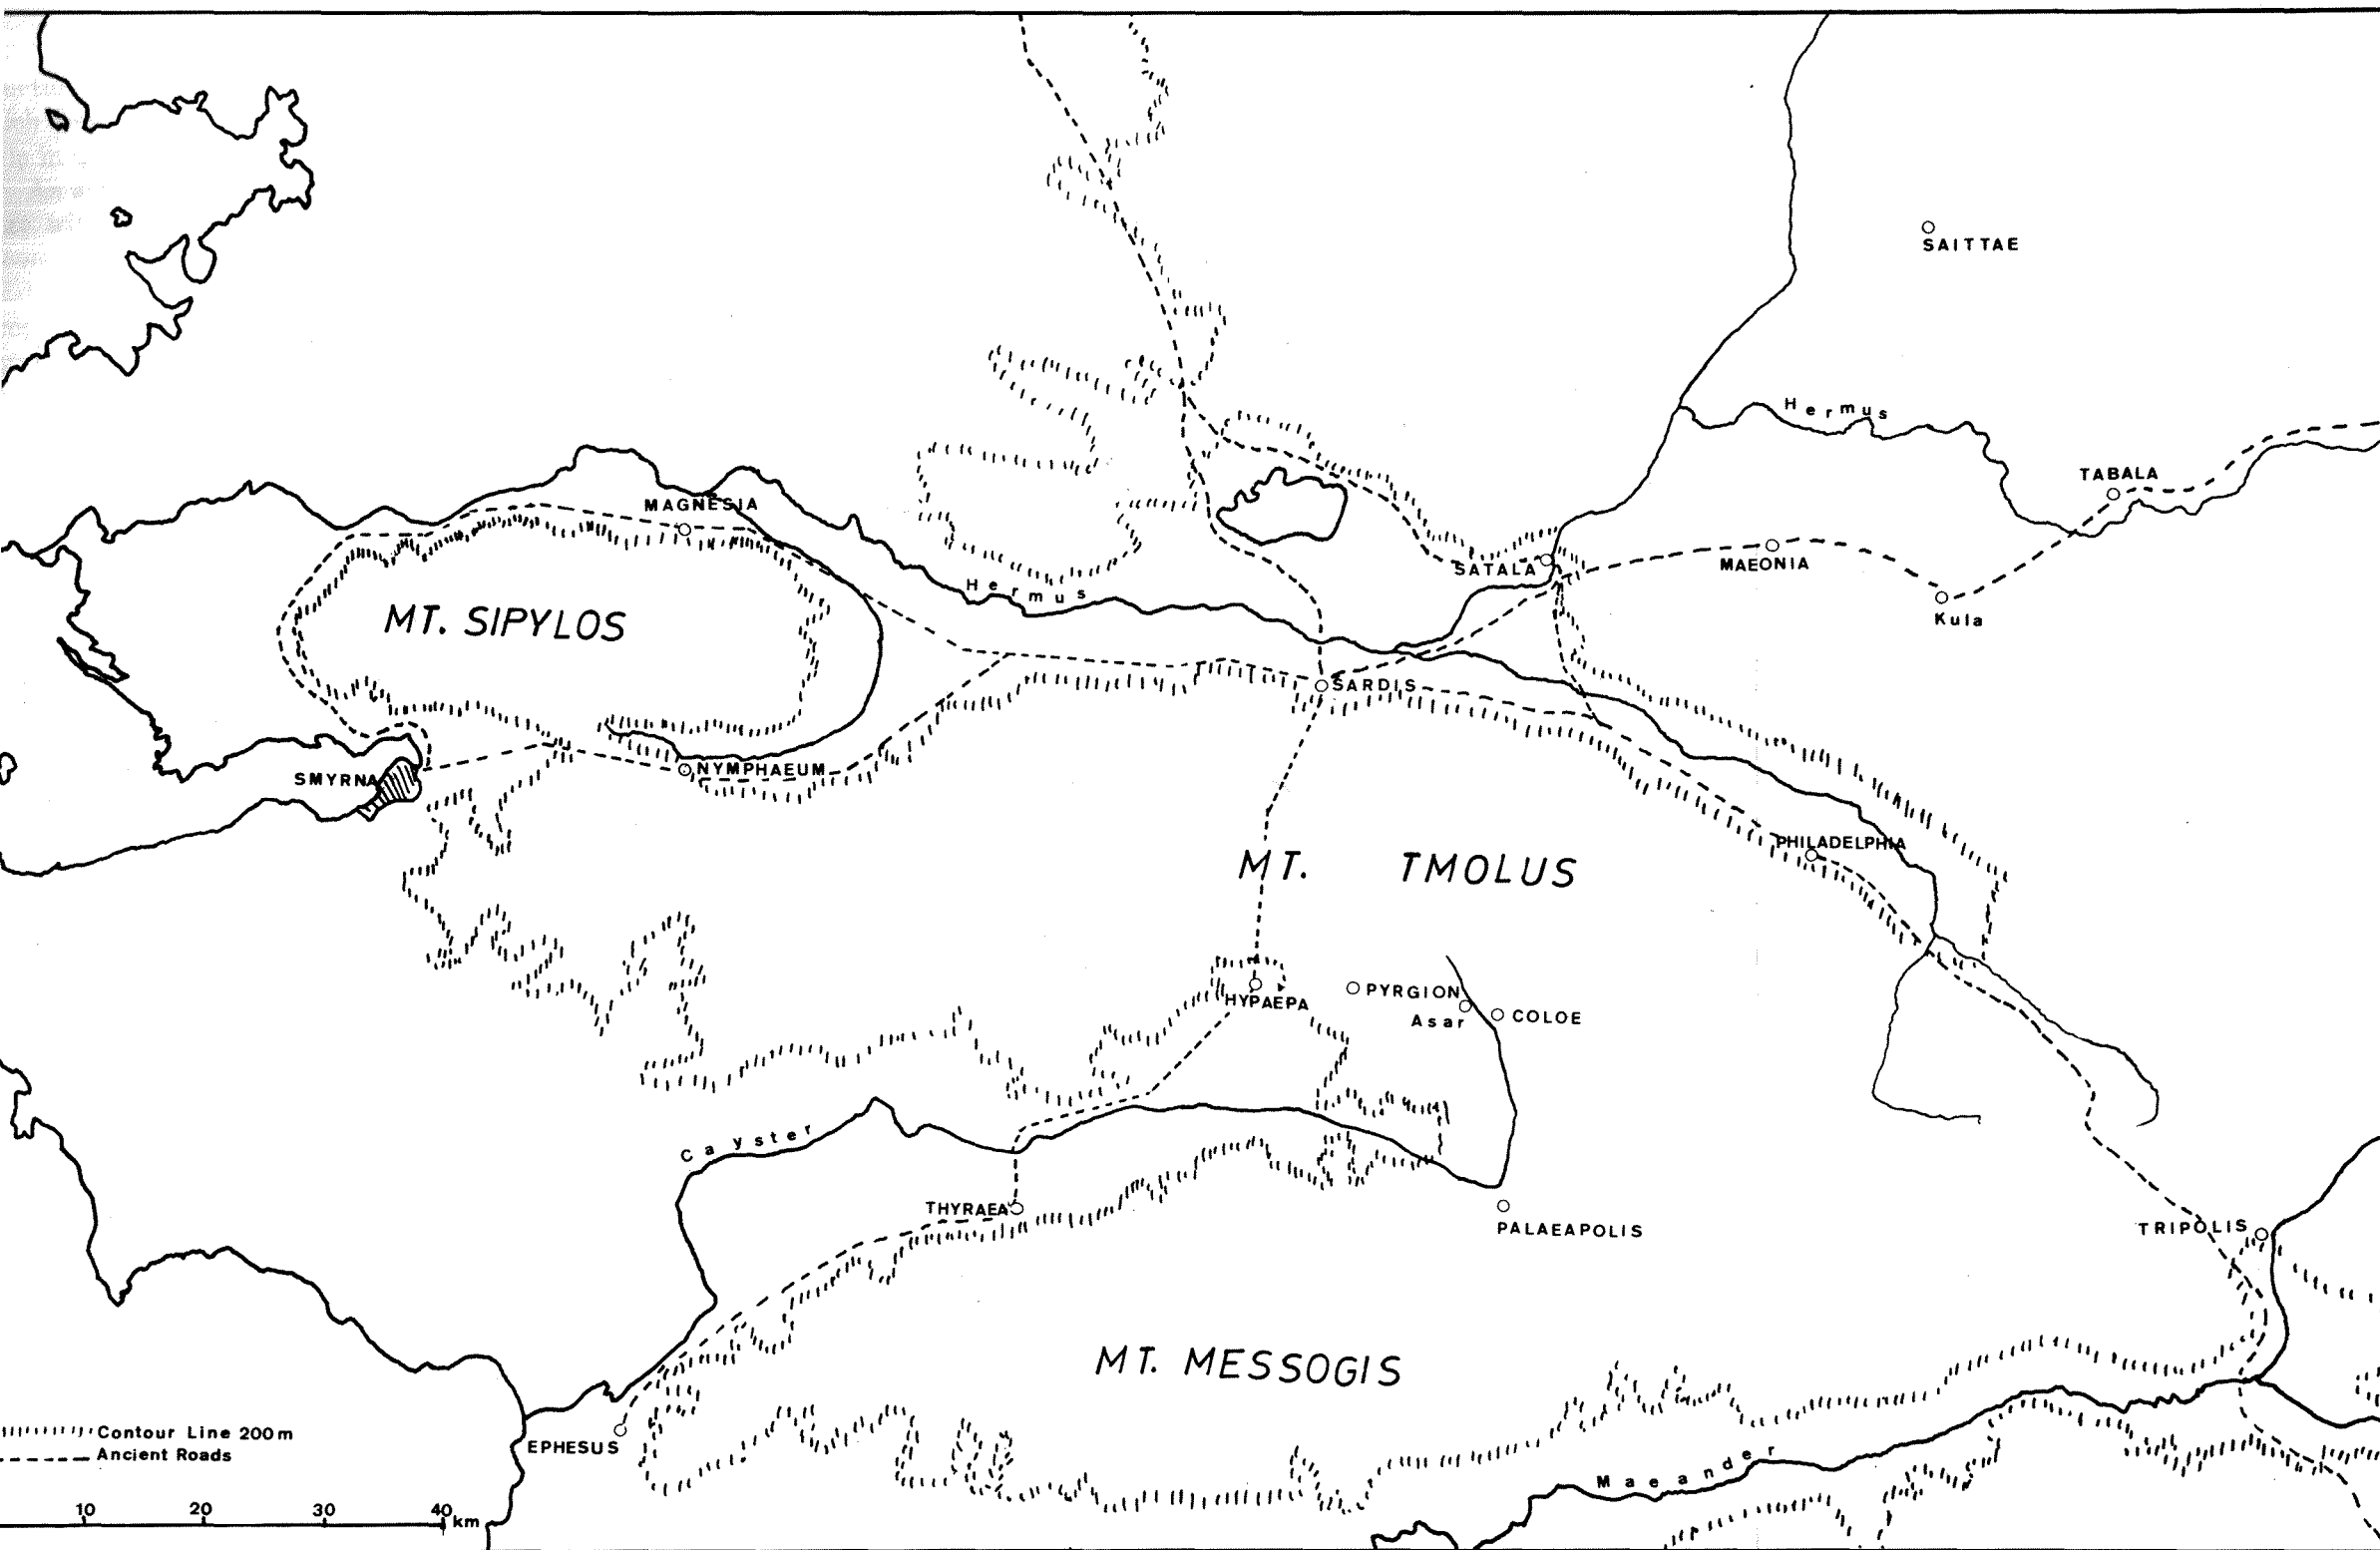 SAITTAE
Hermus
TABALA
MAGNESIA
SATALA
MAEONIA
Hermus
Kula
MT. SIPYLOS
SARDIS
NYMPHAEUM
SMYRNA
PHILADELPHIA
MT. TMOLUS
PYRGION
HYPAEPA
Asar
COLOE
Cayster
THYRAEA
PALAEAPOLIS
TRIPOLIS
MT. MESSOGIS
Contour Line 200 m
EPHESUS
Ancient Roads
Maeander
10 20 30 40 km